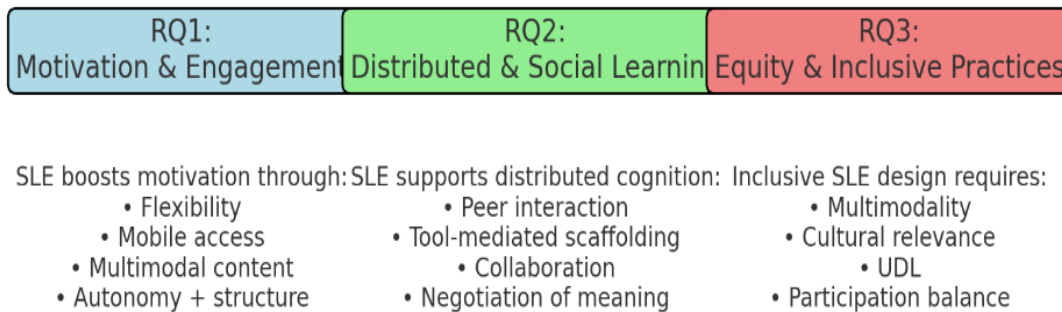 RQ1:
Motivation & Engagement
RQ2:
Distributed & Social Learnin
RQ3:
Equity & Inclusive Practices
SLE boosts motivation through:
• Flexibility
• Mobile access
• Multimodal content
• Autonomy + structure
SLE supports distributed cognition:
• Peer interaction
• Tool-mediated scaffolding
• Collaboration
• Negotiation of meaning
Inclusive SLE design requires:
• Multimodality
• Cultural relevance
• UDL
• Participation balance